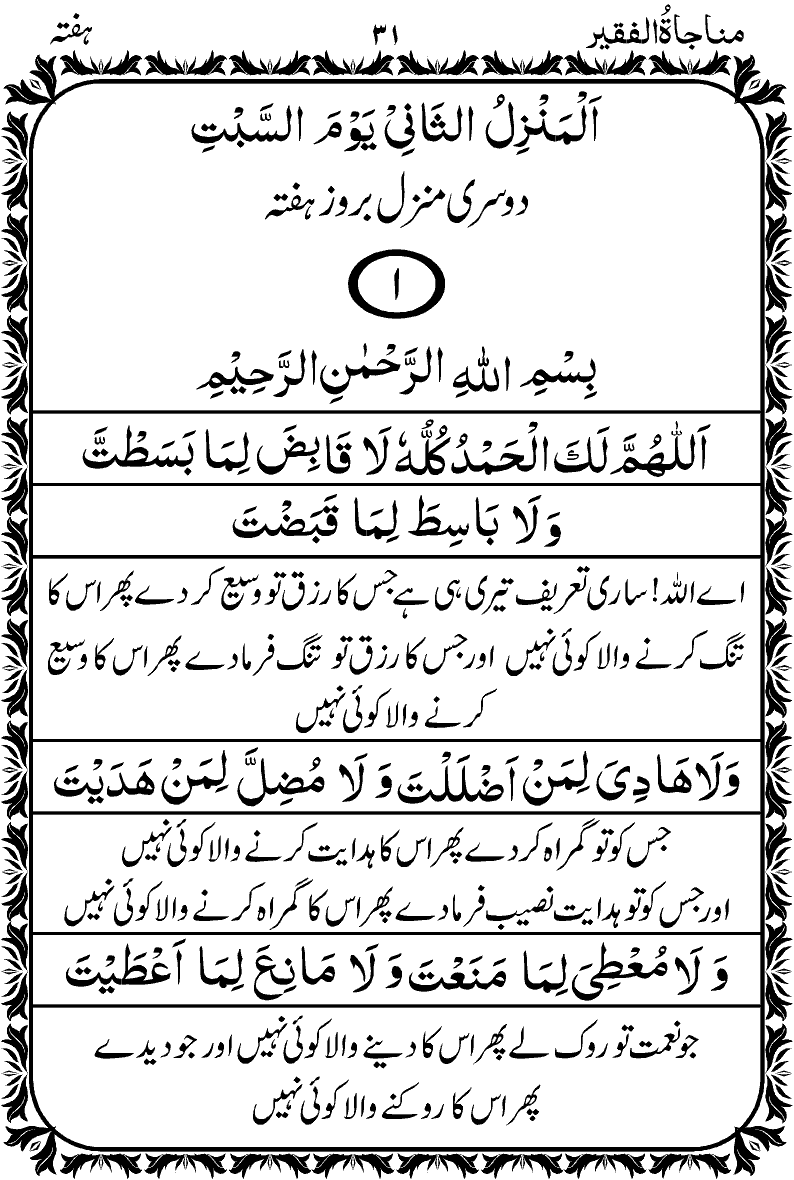 مناجاةُالفقير ۳۱ ہفتہ
اَلْمَنْزِلُ الثَّانِیْ يَوْمَ السَّبْتِ
دوسری منزل بروز ہفتہ
۱
بِسْمِ اللهِ الرَّحْمٰنِ الرَّحِيْمِ
اَللّٰهُمَّ لَكَ الْحَمْدُ كُلُّهٗ لَا قَابِضَ لِمَا بَسَطْتَّ
وَلَا بَاسِطَ لِمَا قَبَضْتَ
اے اللہ! ساری تعریف تیری ہی ہے جس کا رزق تو وسیع کر دے پھر اس کا
تنگ کرنے والا کوئی نہیں اور جس کا رزق تو تنگ فرمادے پھر اس کا وسیع
کرنے والا کوئی نہیں
وَلَا هَادِیَ لِمَنْ اَضْلَلْتَ وَ لَا مُضِلَّ لِمَنْ هَدَيْتَ
جس کو تو گمراہ کر دے پھر اس کا ہدایت کرنے والا کوئی نہیں
اور جس کو تو ہدایت نصیب فرمادے پھر اس کا گمراہ کرنے والا کوئی نہیں
وَ لَا مُعْطِیَ لِمَا مَنَعْتَ وَ لَا مَانِعَ لِمَا اَعْطَيْتَ
جو نعمت تو روک لے پھر اس کا دینے والا کوئی نہیں اور جو دیدے
پھر اس کا روکنے والا کوئی نہیں